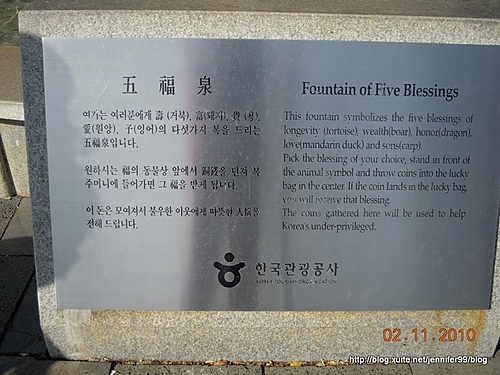 五 福 泉
여기는 여러분에게 壽 (거북), 富(돼지), 貴 (용),
愛(원앙), 子(잉어)의 다섯가지 복을 드리는
五福泉입니다.
원하시는 福의 동물상 앞에서 銅錢을 던져 복
주머니에 들어가면 그 福을 받게 됩니다.
이 돈은 모여져서 불우한 이웃에게 따뜻한 人情을
전해 드립니다.
Fountain of Five Blessings
This fountain symbolizes the five blessings of
longevity (tortoise), wealth(boar), honor(dragon),
love(mandarin duck) and sons(carp).
Pick the blessing of your choice, stand in front of
the animal symbol and throw coins into the lucky
bag in the center. If the coin lands in the lucky bag,
you will receive that blessing.
The coins gathered here will be used to help
Korea's under-privileged.
한국관광공사
KOREA TOURISM ORGANIZATION
02.11.2010
http://blog.xuite.net/jennifer99/blog